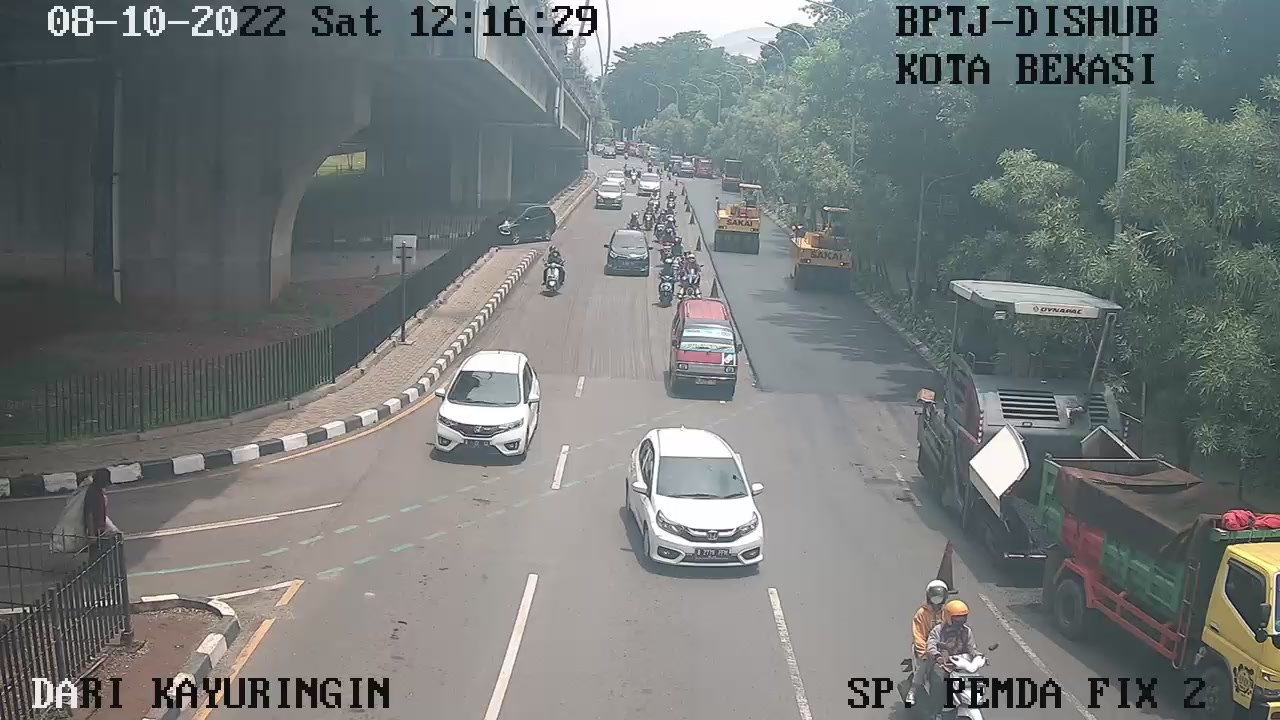 08-10-2022 Sat 12:16:29
BPTJ-DISHUB
KOTA BEKASI
SAKAI
SAKAI
DYNAPAC
DARI KAYURINGIN
SP. PEMDA FIX 2